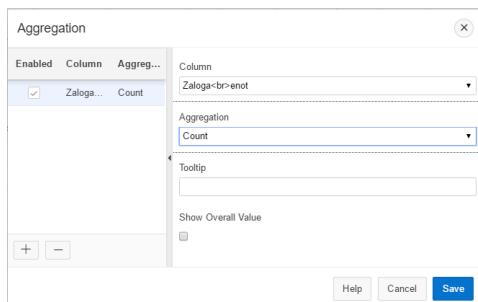 Aggregation
Enabled Column Aggreg...
Zaloga... Count
Column
Zaloga<br>enot
Aggregation
Count
Tooltip
Show Overall Value
Help Cancel Save